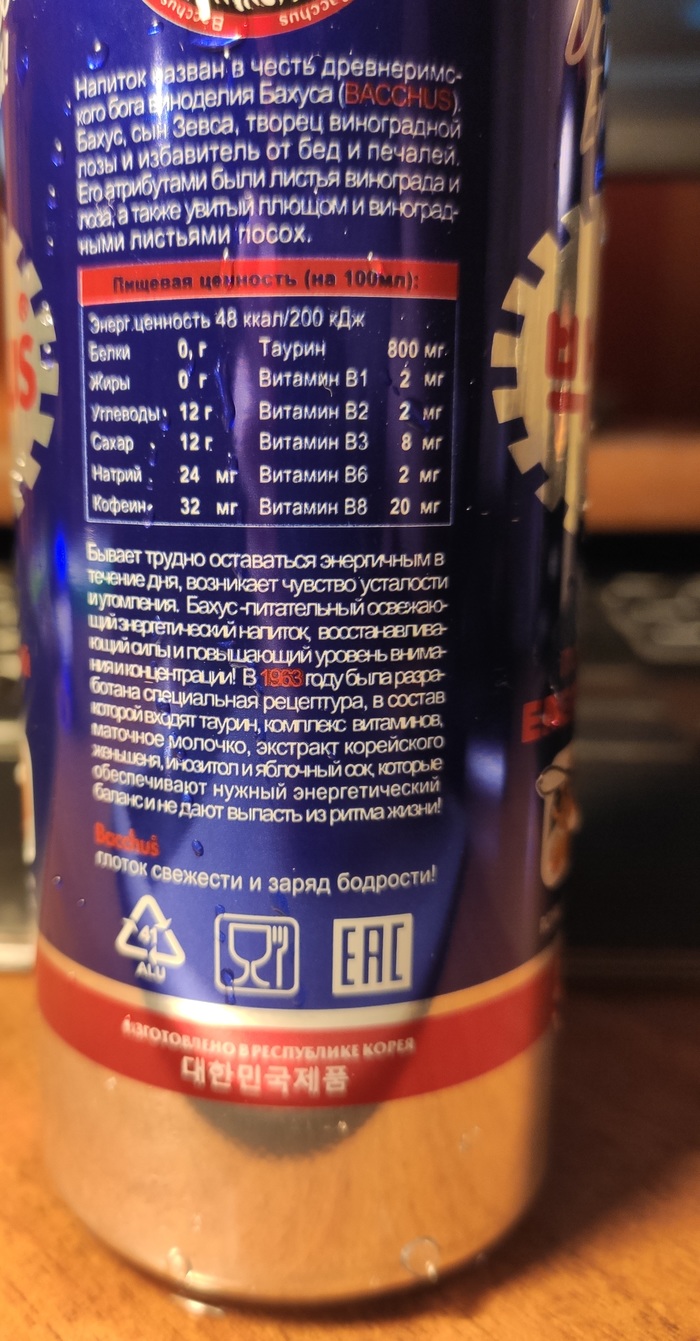 Bacchus
Bacchus
Напиток назван в честь древнеримс-
кого бога виноделия Бахуса (BACCHUS).
Бахус, сын Зевса, творец виноградной
лозы и избавитель от бед и печалей.
Его атрибутами были листья винограда и
лоза, а также увитый плющом и виноград-
ными листьями посох.
Пищевая ценность (на 100мл):
Энерг.ценность 48 ккал/200 кДж
Белки 0, г Таурин 800 мг
Жиры 0 г Витамин В1 2 мг
Углеводы 12 г Витамин В2 2 мг
Сахар 12 г Витамин В3 8 мг
Натрий 24 мг Витамин В6 2 мг
Кофеин 32 мг Витамин В8 20 мг
Бывает трудно оставаться энергичным в
течение дня, возникает чувство усталости
и утомления. Бахус -питательный освежаю-
щий энергетический напиток, восстанавлива-
ющий силы и повышающий уровень внима-
ния и концентрации! В 1963 году была разра-
ботана специальная рецептура, в состав
которой входят таурин, комплекс витаминов,
маточное молочко, экстракт корейского
женьшеня, инозитол и яблочный сок, которые
обеспечивают нужный энергетический
баланс и не дают выпасть из ритма жизни!
Bacchus
глоток свежести и заряд бодрости!
41
ALU
EAC
ИЗГОТОВЛЕНО В РЕСПУБЛИКЕ КОРЕЯ
대한민국제품